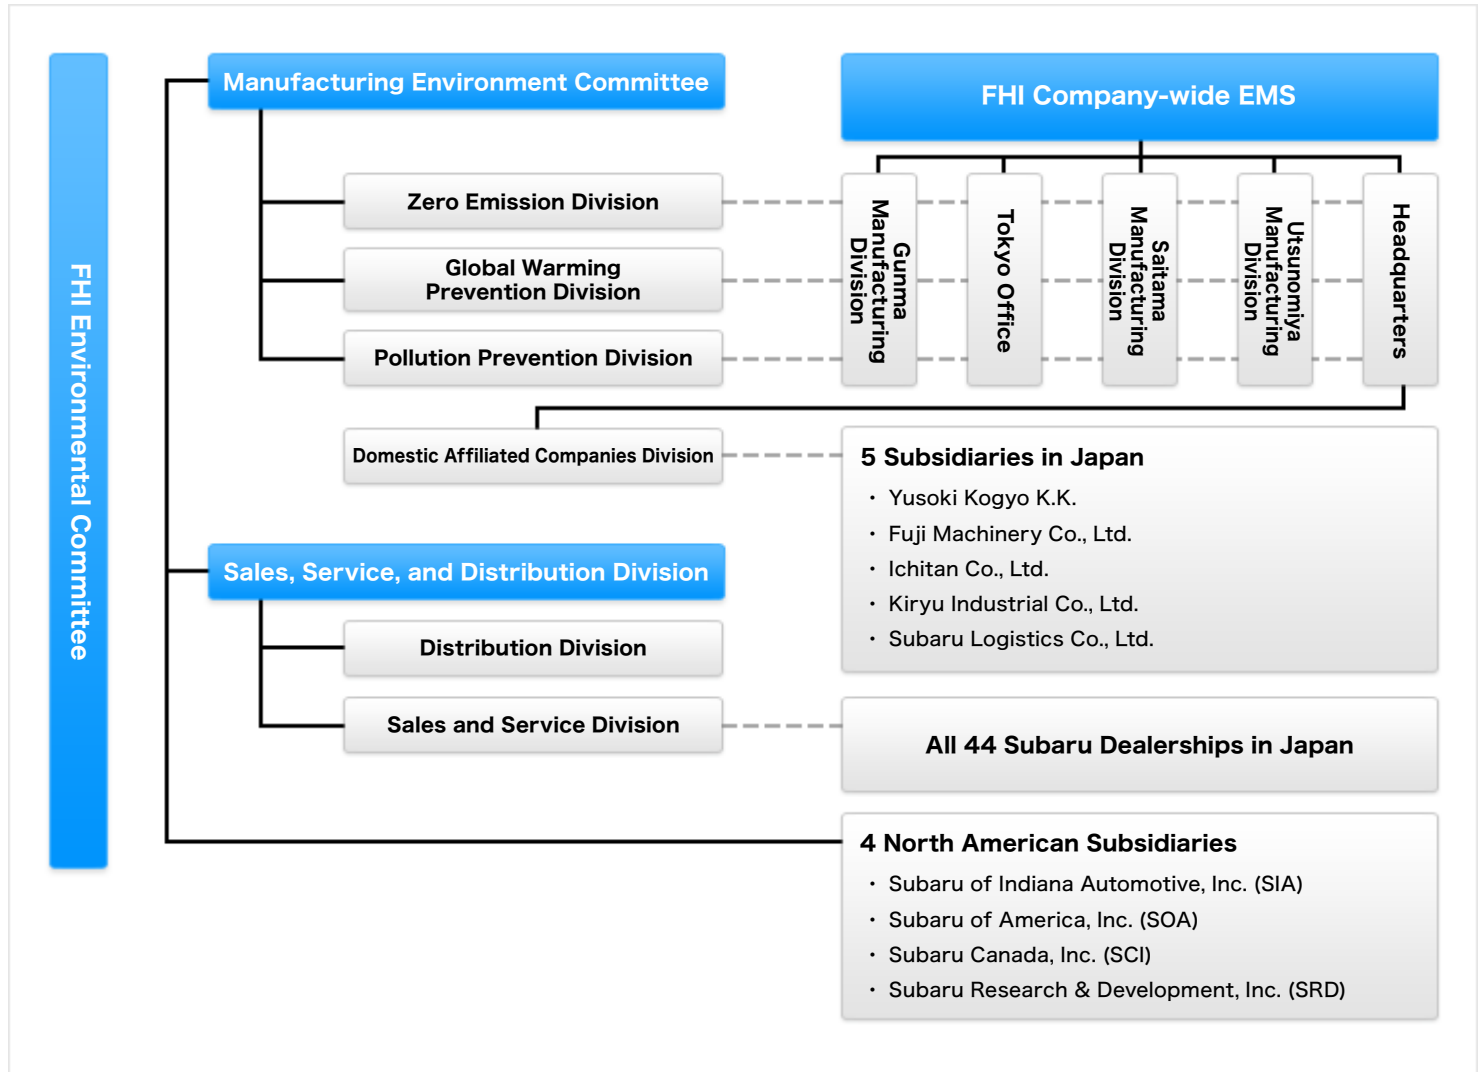 FHI Environmental Committee
Manufacturing Environment Committee
Zero Emission Division
Global Warming
Prevention Division
Pollution Prevention Division
FHI Company-wide EMS
Gunma
Manufacturing
Division
Tokyo Office
Saitama
Manufacturing
Division
Utsunomiya
Manufacturing
Division
Headquarters
Domestic Affiliated Companies Division
5 Subsidiaries in Japan
・ Yusoki Kogyo K.K.
・ Fuji Machinery Co., Ltd.
・ Ichitan Co., Ltd.
・ Kiryu Industrial Co., Ltd.
・ Subaru Logistics Co., Ltd.
Sales, Service, and Distribution Division
Distribution Division
Sales and Service Division
All 44 Subaru Dealerships in Japan
4 North American Subsidiaries
・ Subaru of Indiana Automotive, Inc. (SIA)
・ Subaru of America, Inc. (SOA)
・ Subaru Canada, Inc. (SCI)
・ Subaru Research & Development, Inc. (SRD)